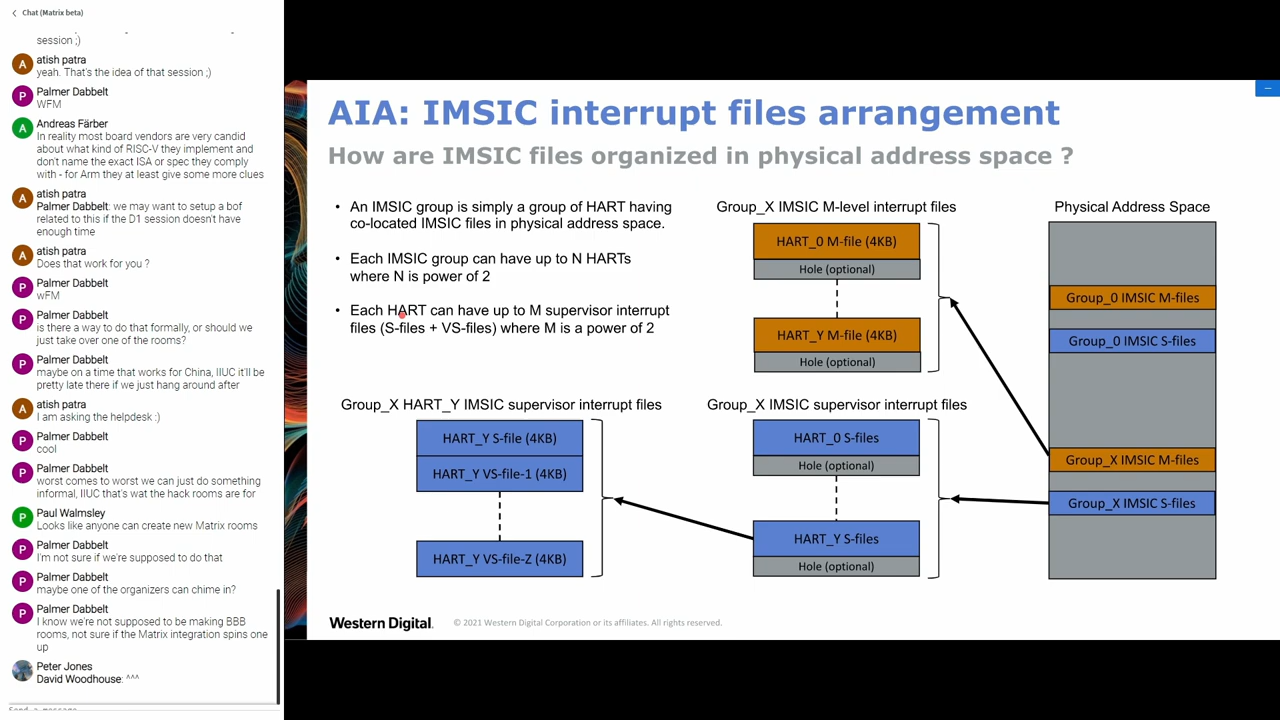 Chat (Matrix beta)
session ;)
atish patra
yeah. That's the idea of that session ;)
Palmer Dabbelt
WFM
Andreas Färber
In reality most board vendors are very candid
about what kind of RISC-V they implement and
don't name the exact ISA or spec they comply
with - for Arm they at least give some more clues
atish patra
Palmer Dabbelt: we may want to setup a bof
related to this if the D1 session doesn't have
enough time
atish patra
Does that work for you ?
Palmer Dabbelt
wFM
Palmer Dabbelt
is there a way to do that formally, or should we
just take over one of the rooms?
Palmer Dabbelt
maybe on a time that works for China, IIUC it'll be
pretty late there if we just hang around after
atish patra
I am asking the helpdesk :)
Palmer Dabbelt
cool
Palmer Dabbelt
worst comes to worst we can just do something
informal, IIUC that's wat the hack rooms are for
Paul Walmsley
Looks like anyone can create new Matrix rooms
Palmer Dabbelt
I'm not sure if we're supposed to do that
Palmer Dabbelt
maybe one of the organizers can chime in?
Palmer Dabbelt
I know we're not supposed to be making BBB
rooms, not sure if the Matrix integration spins one
up
Peter Jones
David Woodhouse: ^^^
Send a message
AIA: IMSIC interrupt files arrangement
How are IMSIC files organized in physical address space ?
• An IMSIC group is simply a group of HART having
co-located IMSIC files in physical address space.
• Each IMSIC group can have up to N HARTs
where N is power of 2
• Each HART can have up to M supervisor interrupt
files (S-files + VS-files) where M is a power of 2
Group_X IMSIC M-level interrupt files
HART_0 M-file (4KB)
Hole (optional)
HART_Y M-file (4KB)
Hole (optional)
Physical Address Space
Group_0 IMSIC M-files
Group_0 IMSIC S-files
Group_X IMSIC M-files
Group_X IMSIC S-files
Group_X HART_Y IMSIC supervisor interrupt files
HART_Y S-file (4KB)
HART_Y VS-file-1 (4KB)
HART_Y VS-file-Z (4KB)
Group_X IMSIC supervisor interrupt files
HART_0 S-files
Hole (optional)
HART_Y S-files
Hole (optional)
Western Digital.
© 2021 Western Digital Corporation or its affiliates. All rights reserved.